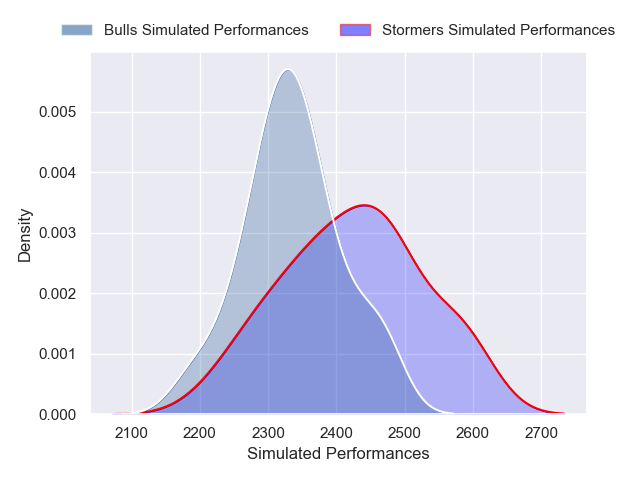 Bulls Simulated Performances Stormers Simulated Performances
0.005
0.004
0.003
0.002
0.001
0.000
Density
2100 2200 2300 2400 2500 2600 2700
Simulated Performances